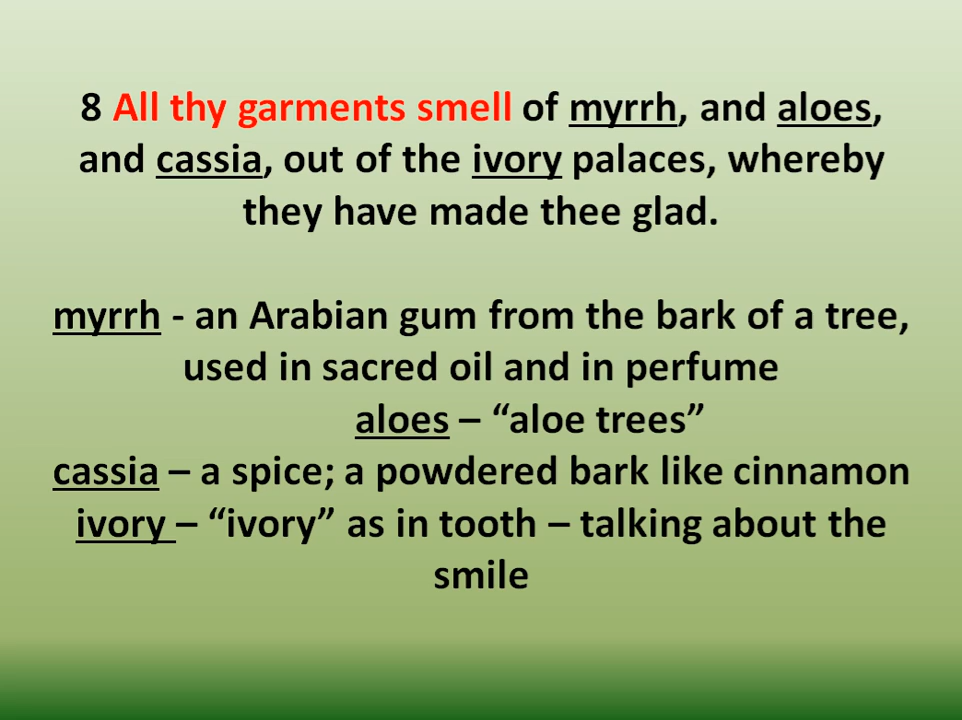 8 All thy garments smell of myrrh, and aloes,
and cassia, out of the ivory palaces, whereby
they have made thee glad.
myrrh - an Arabian gum from the bark of a tree,
used in sacred oil and in perfume
aloes – “aloe trees”
cassia – a spice; a powdered bark like cinnamon
ivory – “ivory” as in tooth – talking about the
smile